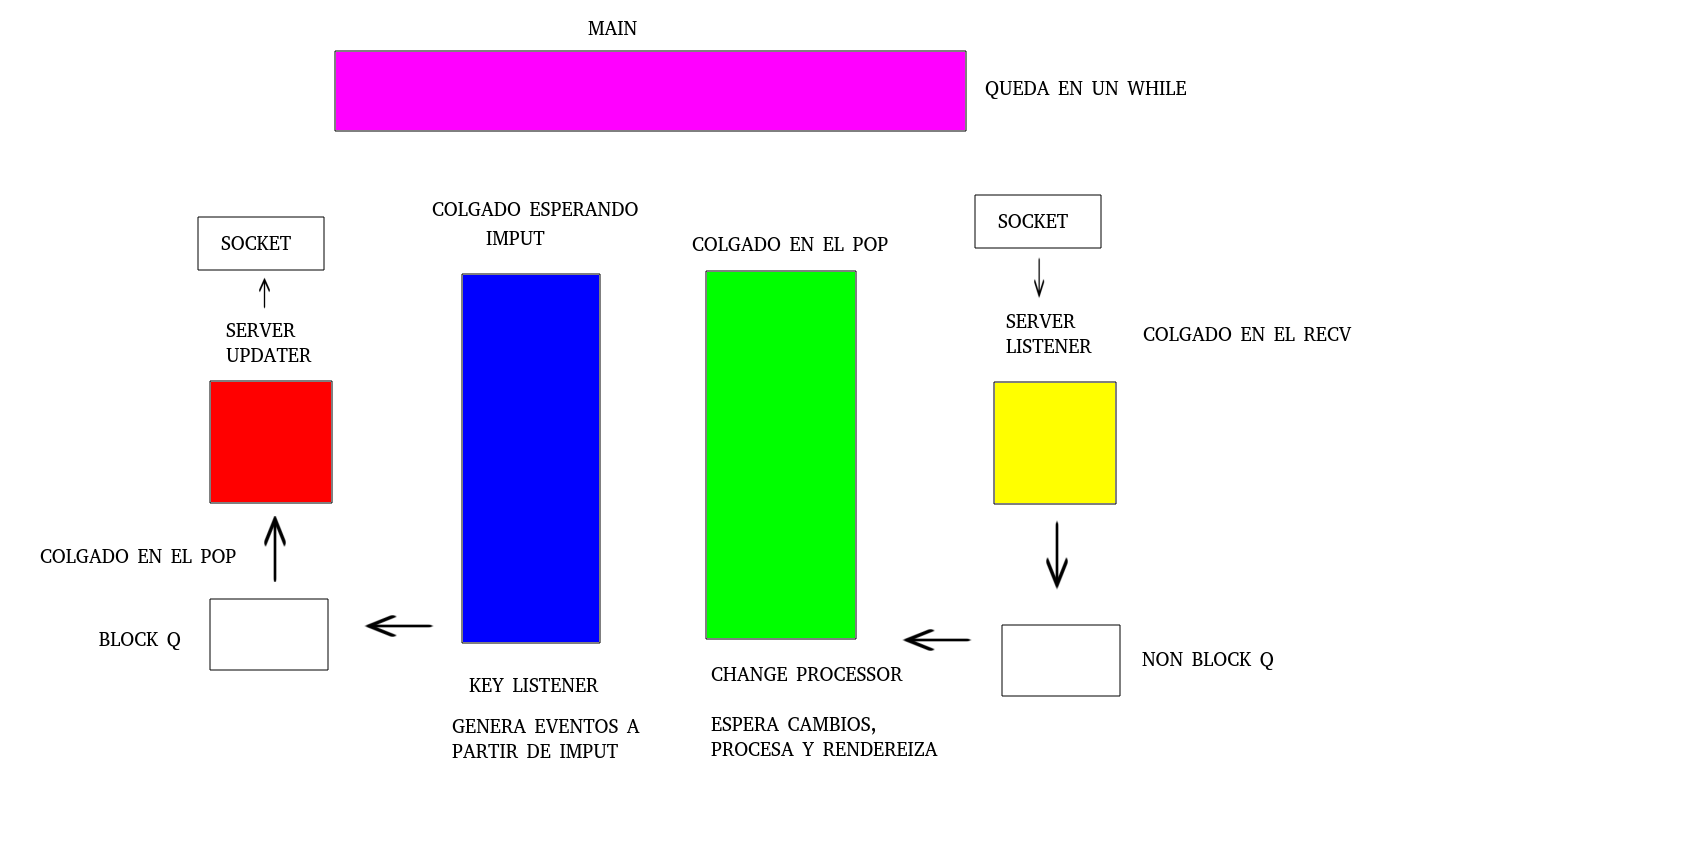 MAIN
QUEDA EN UN WHILE
COLGADO ESPERANDO
IMPUT
COLGADO EN EL POP
SOCKET
SOCKET
SERVER
UPDATER
SERVER
LISTENER
COLGADO EN EL RECV
COLGADO EN EL POP
BLOCK Q
NON BLOCK Q
KEY LISTENER
GENERA EVENTOS A
PARTIR DE IMPUT
CHANGE PROCESSOR
ESPERA CAMBIOS,
PROCESA Y RENDEREIZA